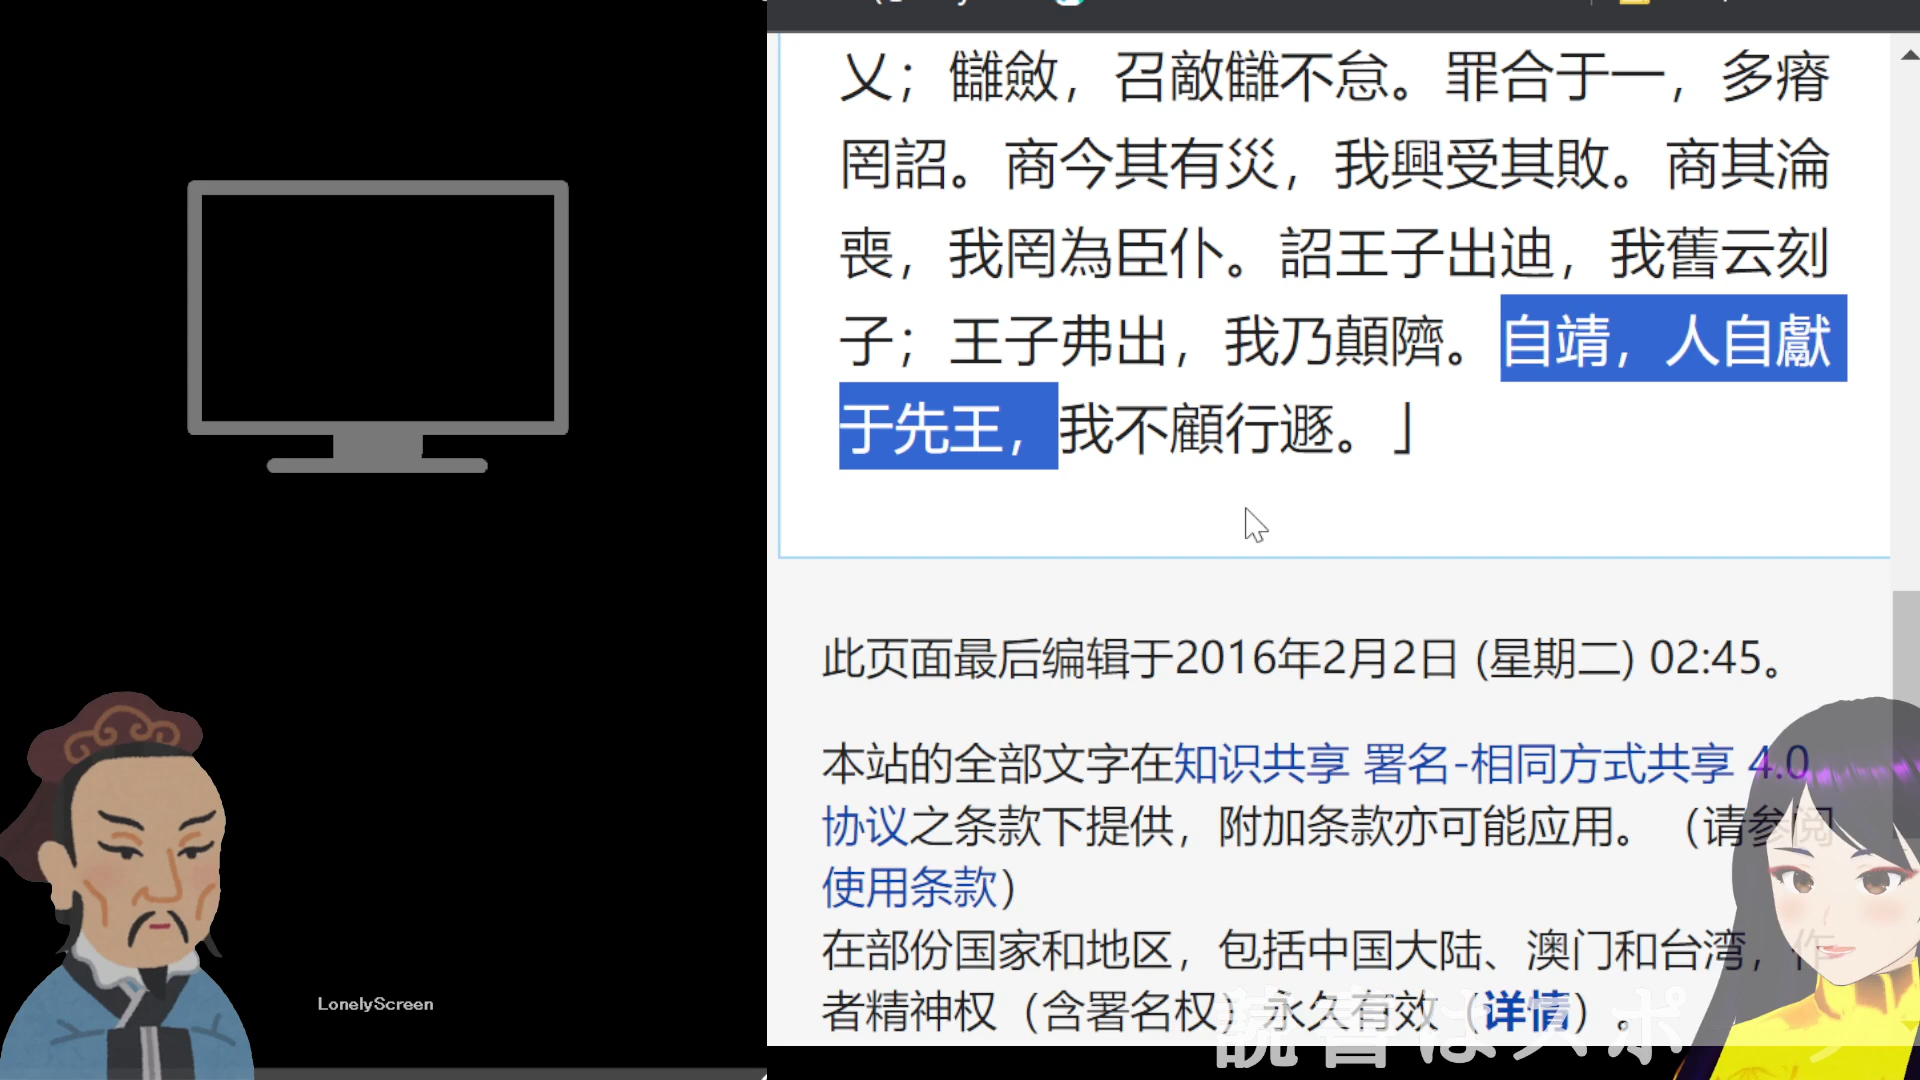 乂；讎斂，召敵讎不怠。罪合于一，多瘠
罔詔。商今其有災，我興受其敗。商其淪
喪，我罔為臣仆。詔王子出迪，我舊云刻
子；王子弗出，我乃顛隮。自靖，人自獻
于先王，我不顧行遯。」
此页面最后编辑于2016年2月2日 (星期二) 02:45。
本站的全部文字在知识共享 署名-相同方式共享 4.0
协议之条款下提供，附加条款亦可能应用。（请参阅
使用条款）
在部份国家和地区，包括中国大陆、澳门和台湾，作
者精神权（含署名权）永久有效（详情）。
読書はスポーツ
LonelyScreen